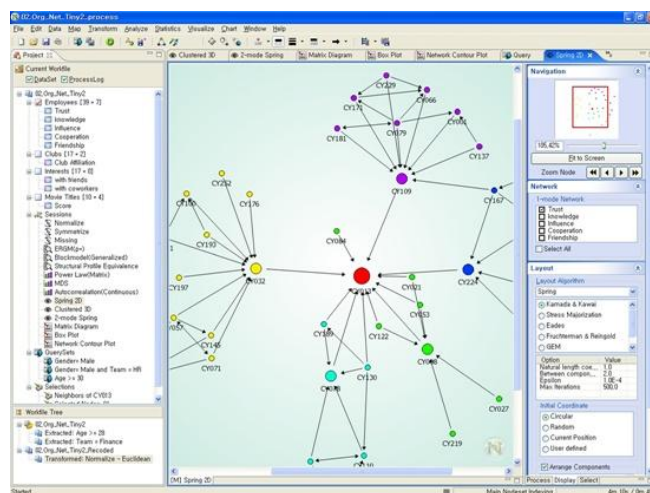 02.Org_Net_Tiny2.process
File Edit Data Map Transform Analyze Statistics Visualize Chart Window Help
Project
Clustered 3D
2-mode Spring
Matrix Diagram
Box Plot
Network Contour Plot
Query
Spring 2D
Current Workfile
DataSet
ProcessLog
02.Org_Net_Tiny2
Employees [39 + 7]
Trust
knowledge
Influence
Cooperation
Friendship
Clubs [17 + 2]
Club Affiliation
Interests [17 + 8]
with friends
with coworkers
Movie Titles [10 + 4]
Score
Sessions
Normalize
Symmetrize
Missing
ERGM(p*)
Blockmodel(Generalized)
Structural Profile Equivalence
Power Law(Matrix)
MDS
Autocorrelation(Continuous)
Spring 2D
Clustered 3D
2-mode Spring
Matrix Diagram
Box Plot
Network Contour Plot
QuerySets
Gender= Male
Gender= Male and Team = HR
Age >= 30
Selections
Workfile Tree
02.Org_Net_Tiny2
Extracted: Age >= 29
Extracted: Team = Finance
02.Org_Net_Tiny2_Recoded
Transformed: Normalize - Euclidean
CY229
CY171
CY066
CY079
CY061
CY181
CY137
CY109
CY167
CY252
CY176
CY084
CY193
CY032
CY224
CY197
CY021
CY053
CY122
CY145
CY071
CY130
CY027
CY219
[M] Spring 2D
Navigation
105,42%
Fit to Screen
Zoom Node
Network
1-mode Network
Trust
knowledge
Influence
Cooperation
Friendship
Select All
Layout
Layout Algorithm
Spring
Kamada & Kawai
Stress Majorization
Eades
Fruchterman & Reingold
GEM
Option Value
Natural length coe... 1.0
Between compon... 2.0
Epsilon 1.0E-4
Max Iterations 500.0
Initial Coordinate
Circular
Random
Current Position
User defined
Arrange Components
Process Display Select
Started
Main Nodeset Indexing